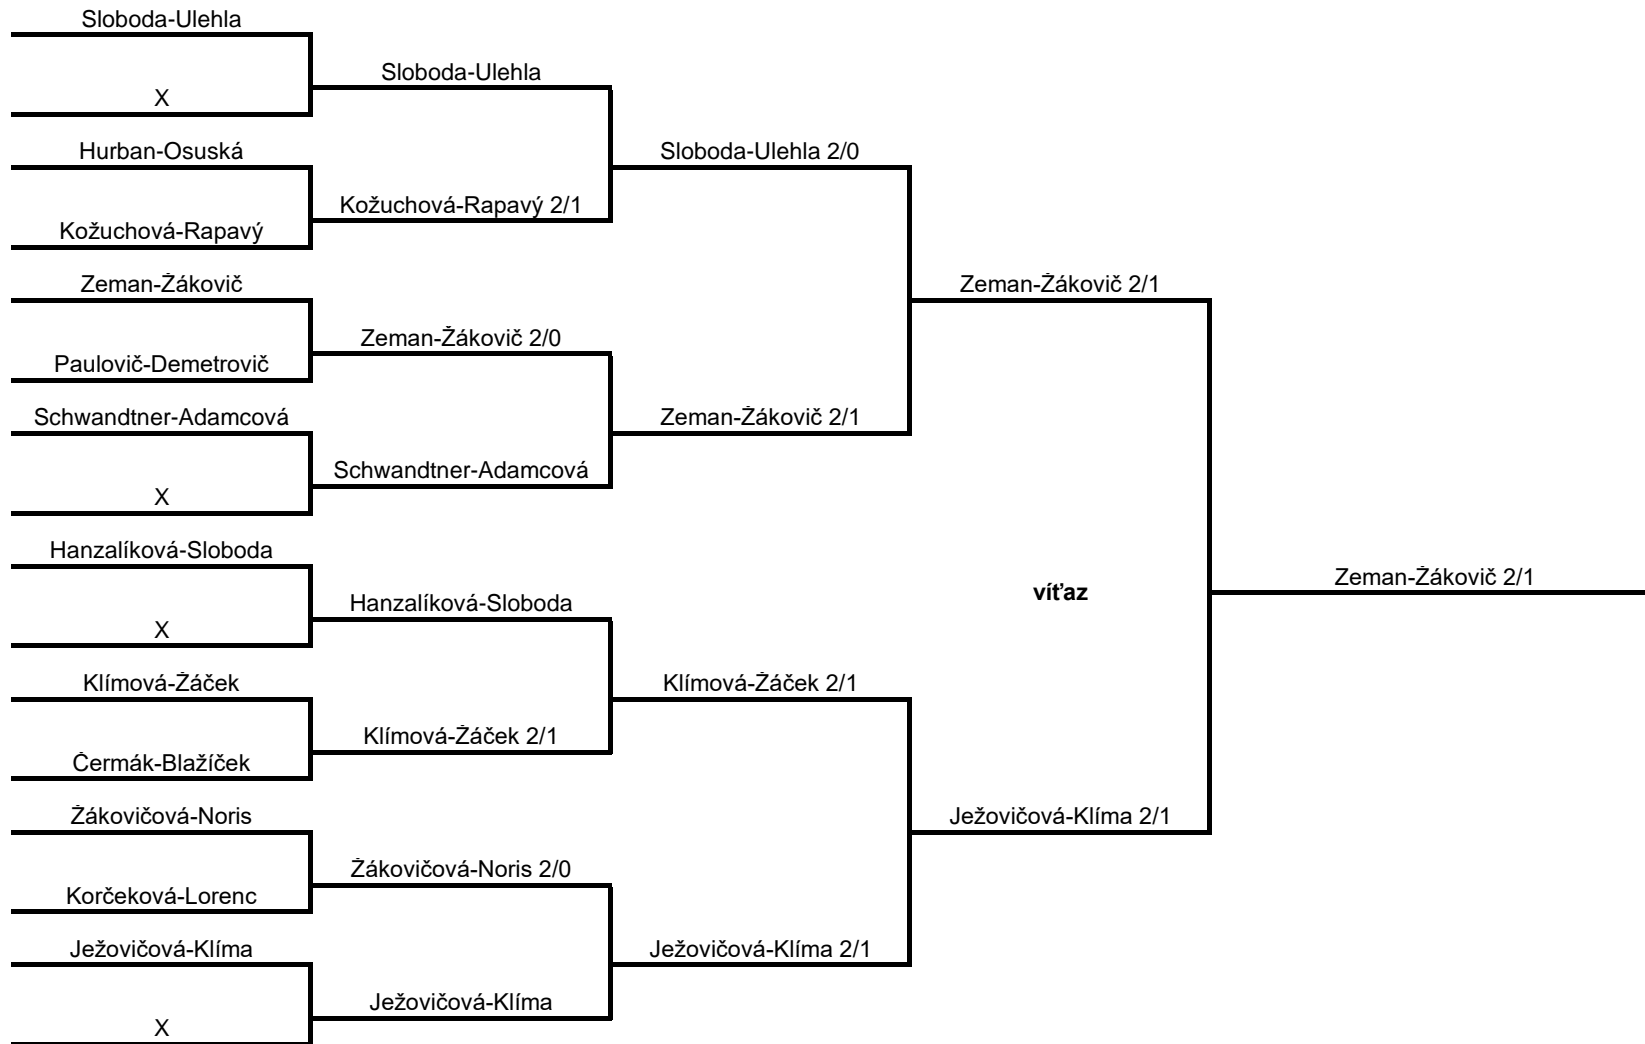 Sloboda-Ulehla
X
Hurban-Osuská
Kožuchová-Rapavý
Zeman-Žákovič
Paulovič-Demetrovič
Schwandtner-Adamcová
X
Hanzalíková-Sloboda
X
Klímová-Žáček
Čermák-Blažíček
Žákovičová-Noris
Korčeková-Lorenc
Ježovičová-Klíma
X
Sloboda-Ulehla
Kožuchová-Rapavý 2/1
Zeman-Žákovič 2/0
Schwandtner-Adamcová
Hanzalíková-Sloboda
Klímová-Žáček 2/1
Žákovičová-Noris 2/0
Ježovičová-Klíma
Sloboda-Ulehla 2/0
Zeman-Žákovič 2/1
Klímová-Žáček 2/1
Ježovičová-Klíma 2/1
Zeman-Žákovič 2/1
víťaz
Ježovičová-Klíma 2/1
Zeman-Žákovič 2/1